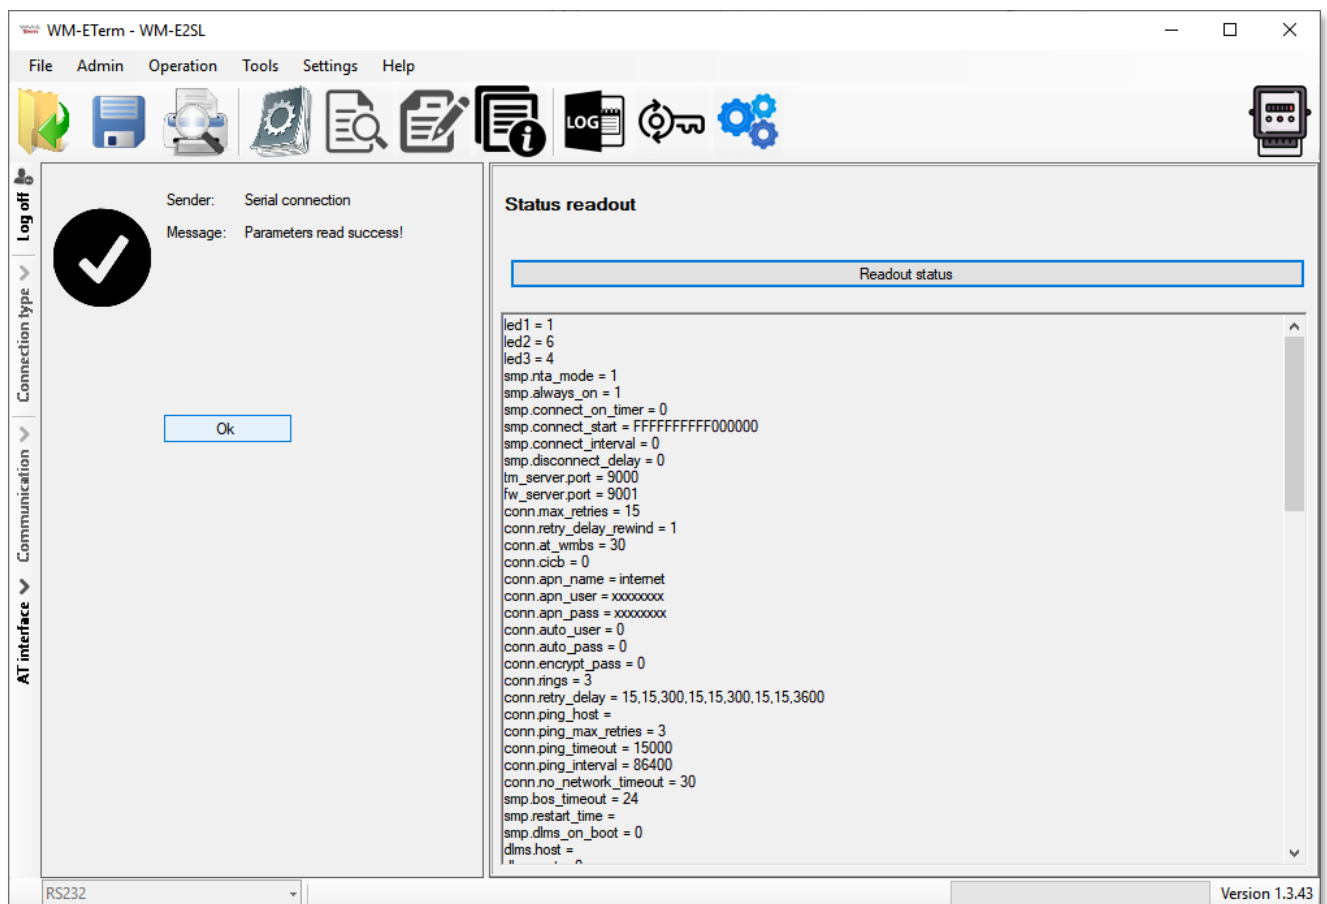 WM-ETerm - WM-E2SL
File Admin Operation Tools Settings Help
LOG
Log off
Connection type
Communication
AT interface
Sender: Serial connection
Message: Parameters read success!
Ok
Status readout
Readout status
led1 = 1
led2 = 6
led3 = 4
smp.nta_mode = 1
smp.always_on = 1
smp.connect_on_timer = 0
smp.connect_start = FFFFFFFFFF000000
smp.connect_interval = 0
smp.disconnect_delay = 0
tm_server.port = 9000
fw_server.port = 9001
conn.max_retries = 15
conn.retry_delay_rewind = 1
conn.at_wmbs = 30
conn.cicb = 0
conn.apn_name = internet
conn.apn_user = xxxxxxxx
conn.apn_pass = xxxxxxxx
conn.auto_user = 0
conn.auto_pass = 0
conn.encrypt_pass = 0
conn.rings = 3
conn.retry_delay = 15,15,300,15,15,300,15,15,3600
conn.ping_host =
conn.ping_max_retries = 3
conn.ping_timeout = 15000
conn.ping_interval = 86400
conn.no_network_timeout = 30
smp.bos_timeout = 24
smp.restart_time =
smp.dlms_on_boot = 0
dlms.host =
RS232
Version 1.3.43